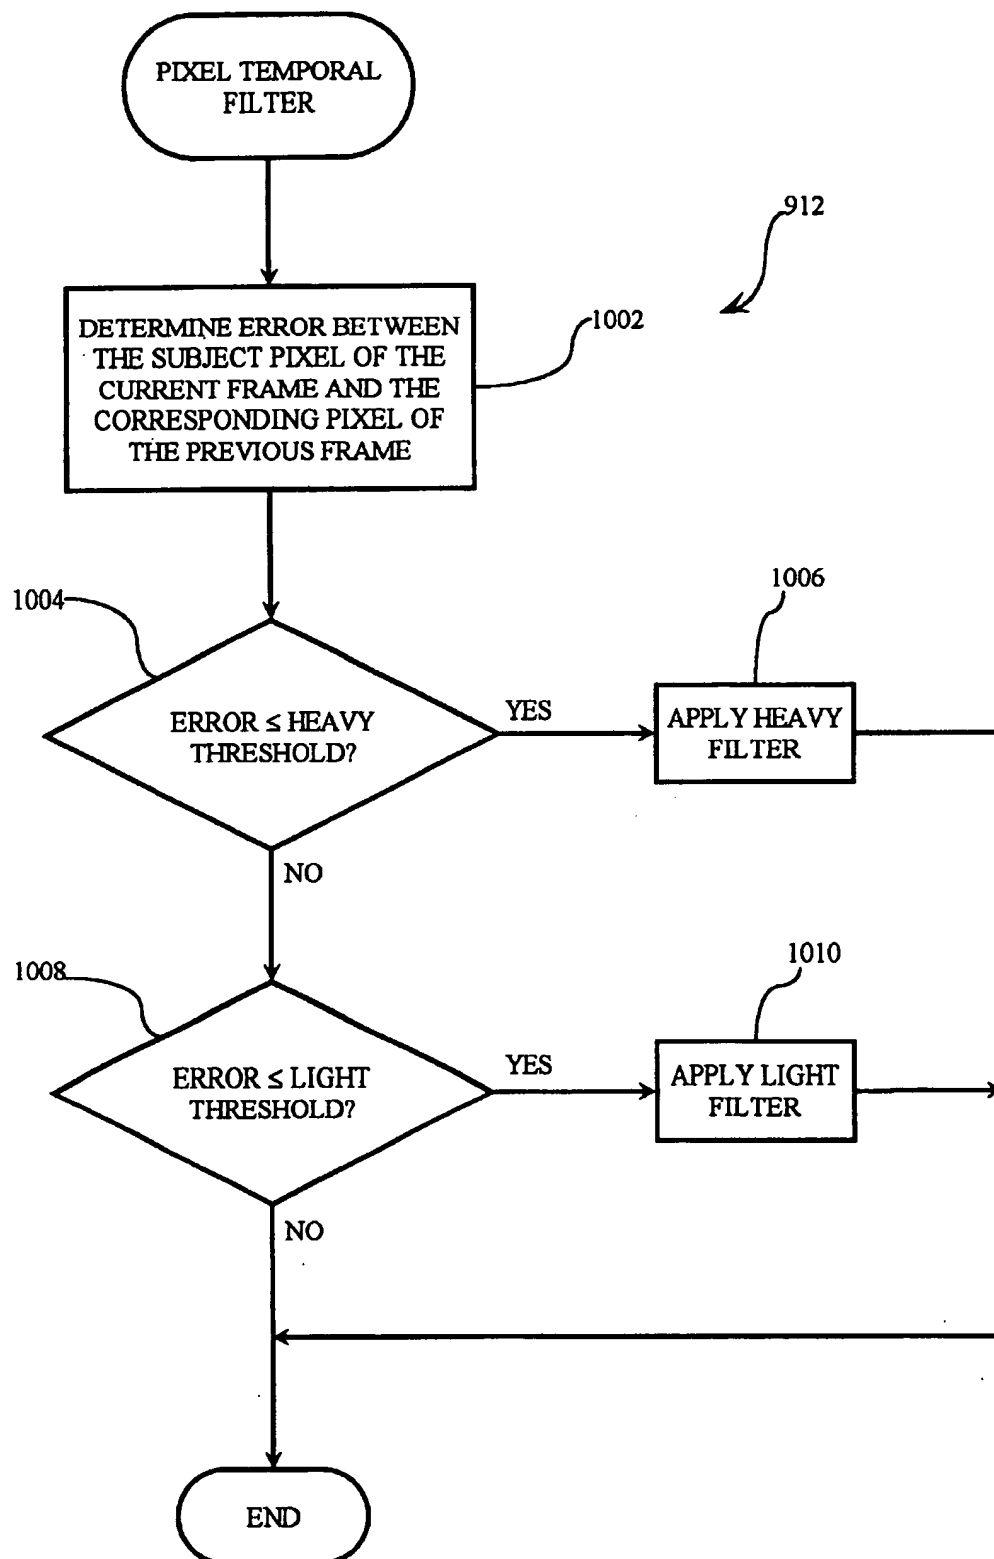 PIXEL TEMPORAL
FILTER
912
DETERMINE ERROR BETWEEN
THE SUBJECT PIXEL OF THE
CURRENT FRAME AND THE
CORRESPONDING PIXEL OF
THE PREVIOUS FRAME
1002
1004
ERROR ≤ HEAVY
THRESHOLD?
YES
1006
APPLY HEAVY
FILTER
NO
1008
ERROR ≤ LIGHT
THRESHOLD?
YES
1010
APPLY LIGHT
FILTER
NO
END